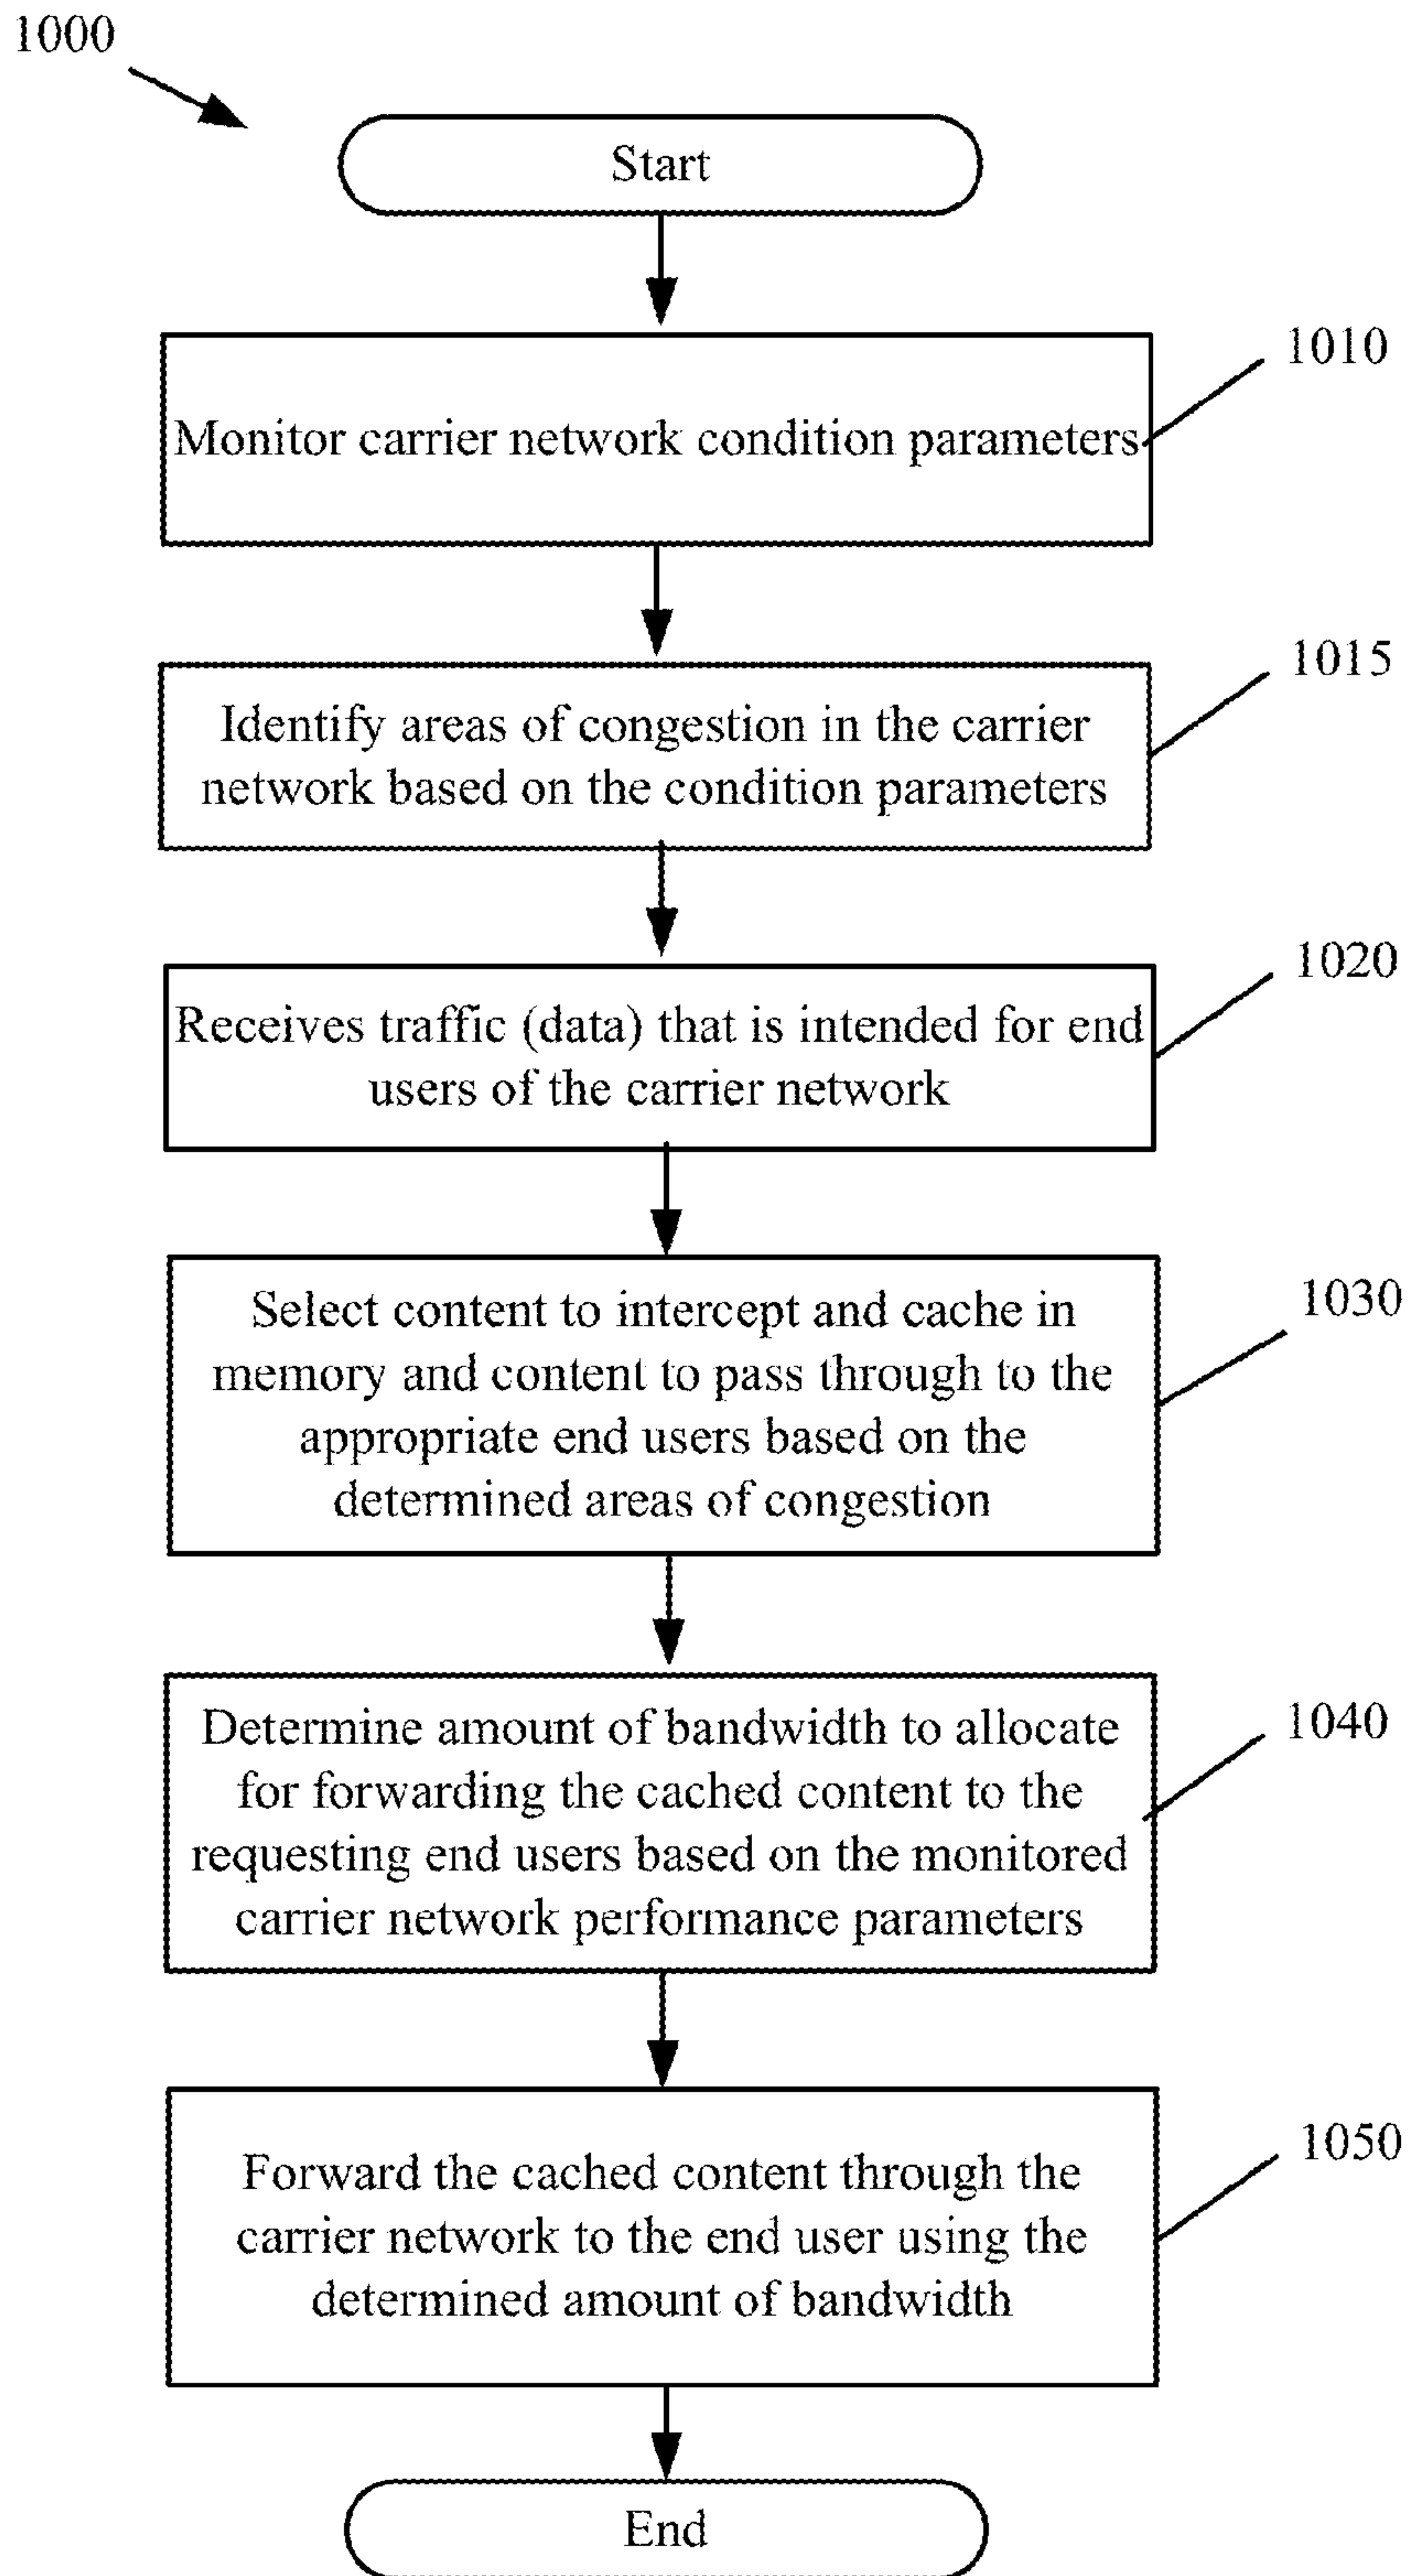 1000
Start
1010
Monitor carrier network condition parameters
1015
Identify areas of congestion in the carrier
network based on the condition parameters
1020
Receives traffic (data) that is intended for end
users of the carrier network
1030
Select content to intercept and cache in
memory and content to pass through to the
appropriate end users based on the
determined areas of congestion
1040
Determine amount of bandwidth to allocate
for forwarding the cached content to the
requesting end users based on the monitored
carrier network performance parameters
1050
Forward the cached content through the
carrier network to the end user using the
determined amount of bandwidth
End